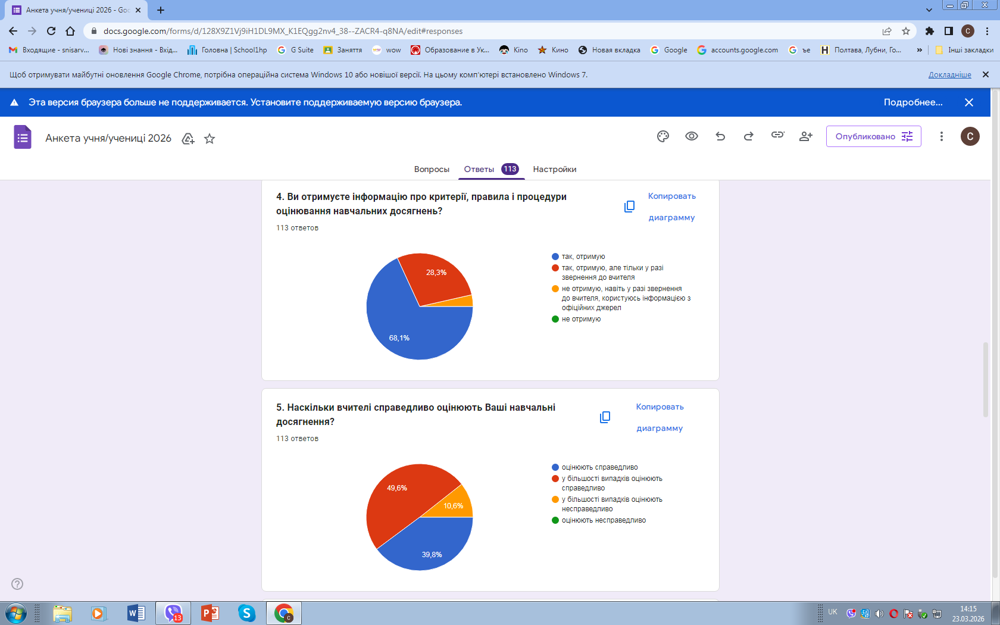 Анкета учня/учениці 2026 - Goo
docs.google.com/forms/d/128X9Z1Vj9iH1DL9MX_K1EQgg2nv4_38--ZACR4-q8NA/edit#responses
C
Входящие - snisarv...
Нові знання - Вхід...
Головна | School1hp
G Suite
Заняття
wow
Образование в Ук...
Kino
Кино
Новая вкладка
Google
accounts.google.com
ъе
Полтава, Лубни, Го...
»
Інші закладки
Щоб отримувати майбутні оновлення Google Chrome, потрібна операційна система Windows 10 або новішої версії. На цьому комп’ютері встановлено Windows 7.
Докладніше
Эта версия браузера больше не поддерживается. Установите поддерживаемую версию браузера.
Подробнее...
Анкета учня/учениці 2026
Опубликовано
C
Вопросы
Ответы 113
Настройки
4. Ви отримуєте інформацію про критерії, правила і процедури
оцінювання навчальних досягнень?
Копировать
диаграмму
113 ответов
28,3%
68,1%
так, отримую
так, отримую, але тільки у разі
звернення до вчителя
не отримую, навіть у разі звернення
до вчителя, користуюсь інформацією з
офіційних джерел
не отримую
5. Наскільки вчителі справедливо оцінюють Ваші навчальні
досягнення?
Копировать
диаграмму
113 ответов
49,6%
10,6%
39,8%
оцінюють справедливо
у більшості випадків оцінюють
справедливо
у більшості випадків оцінюють
несправедливо
оцінюють несправедливо
13
UK
14:15
23.03.2026